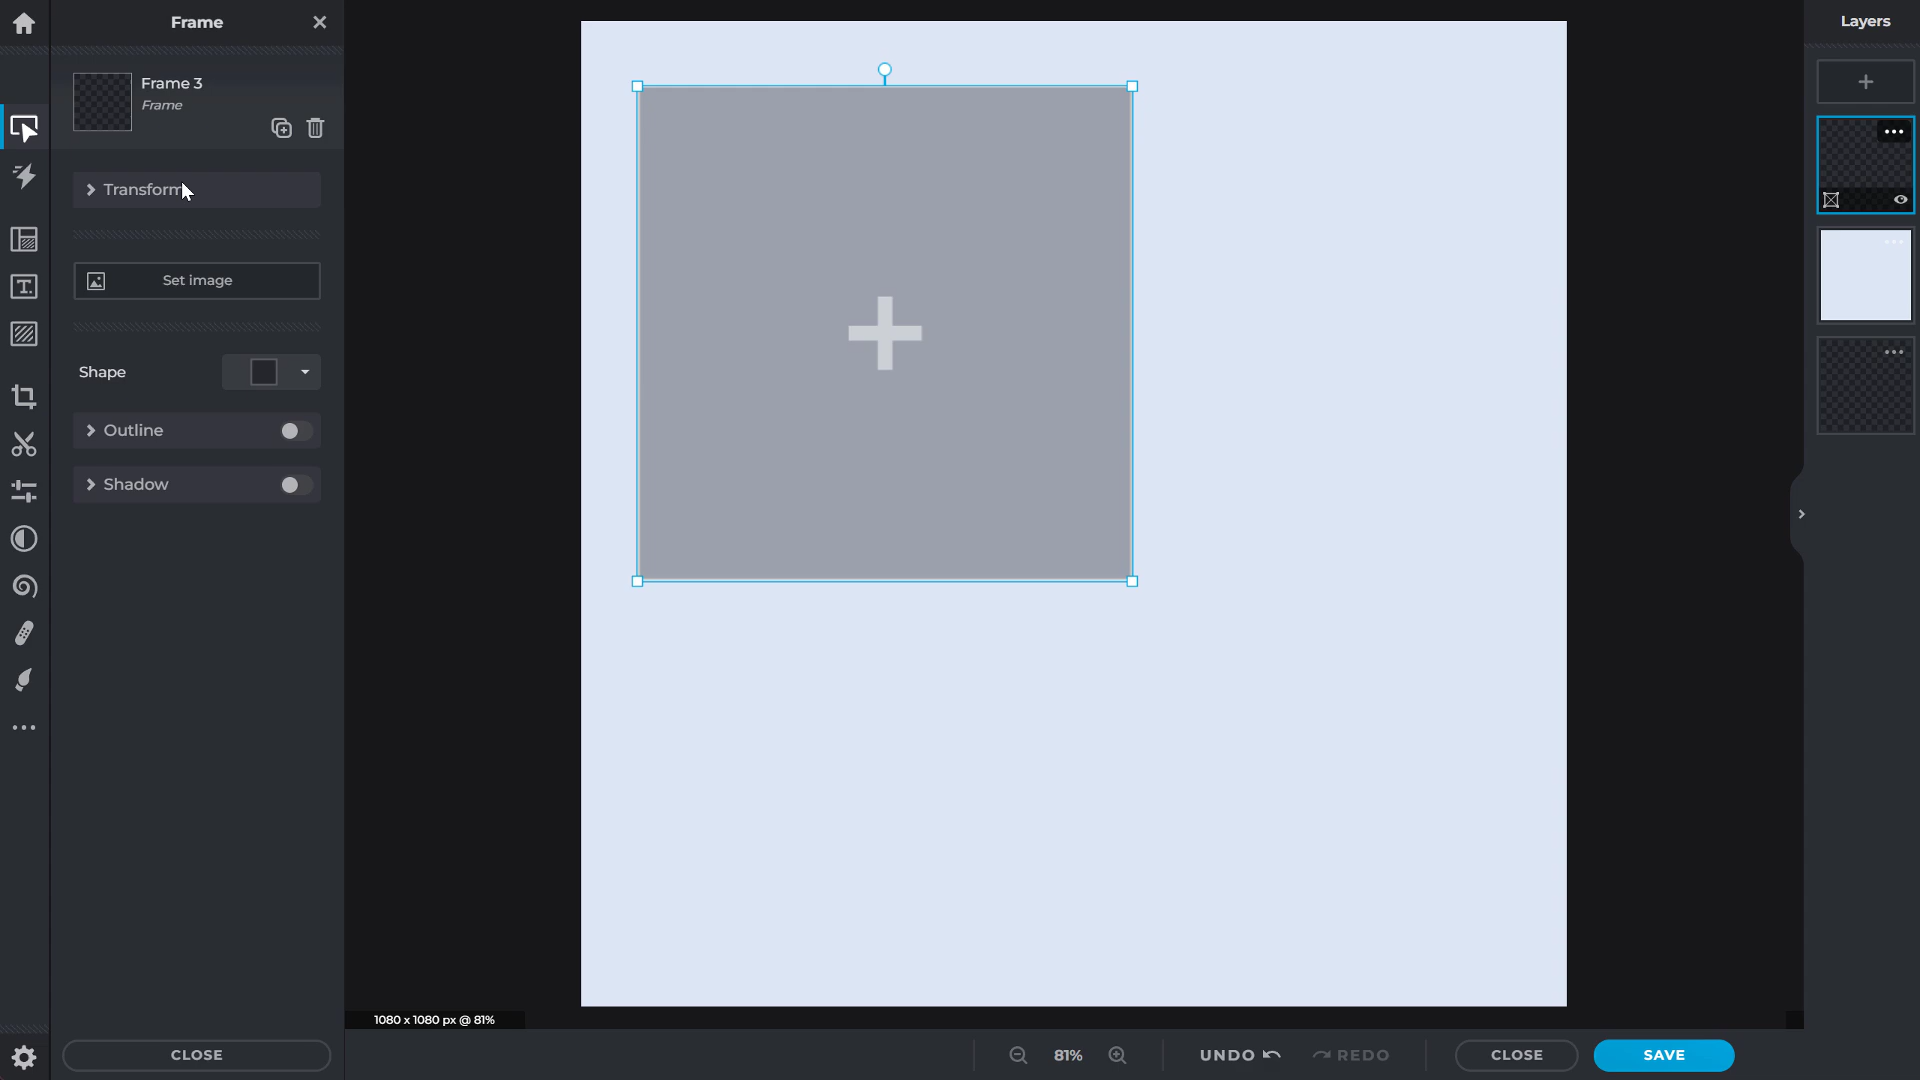 Frame
Layers
Frame 3
Frame
Transform
Set image
Shape
Outline
Shadow
1080 x 1080 px @ 81%
CLOSE
81%
UNDO
REDO
CLOSE
SAVE